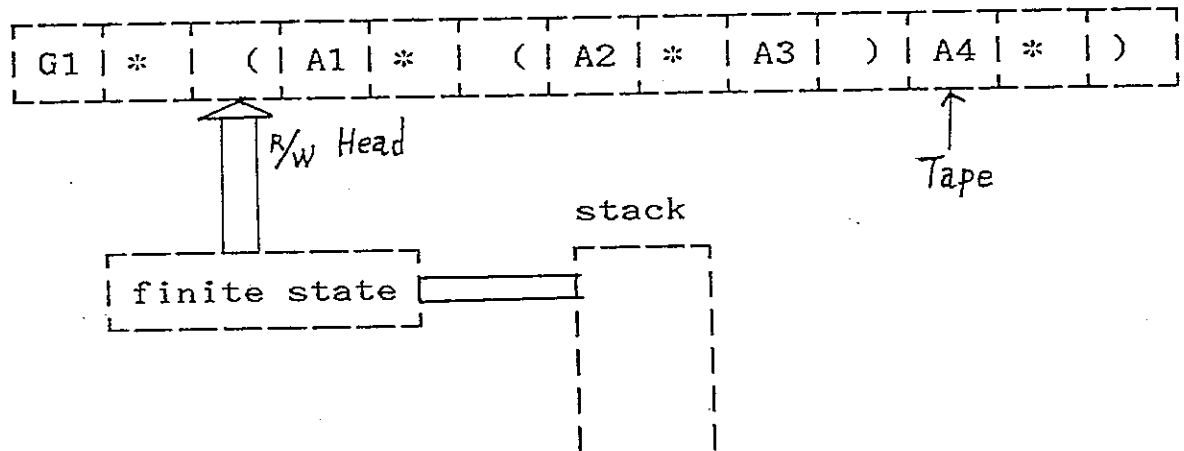 G1 | * | ( | A1 | * | ( | A2 | * | A3 | ) | A4 | * | )
R/W Head
Tape
stack
finite state